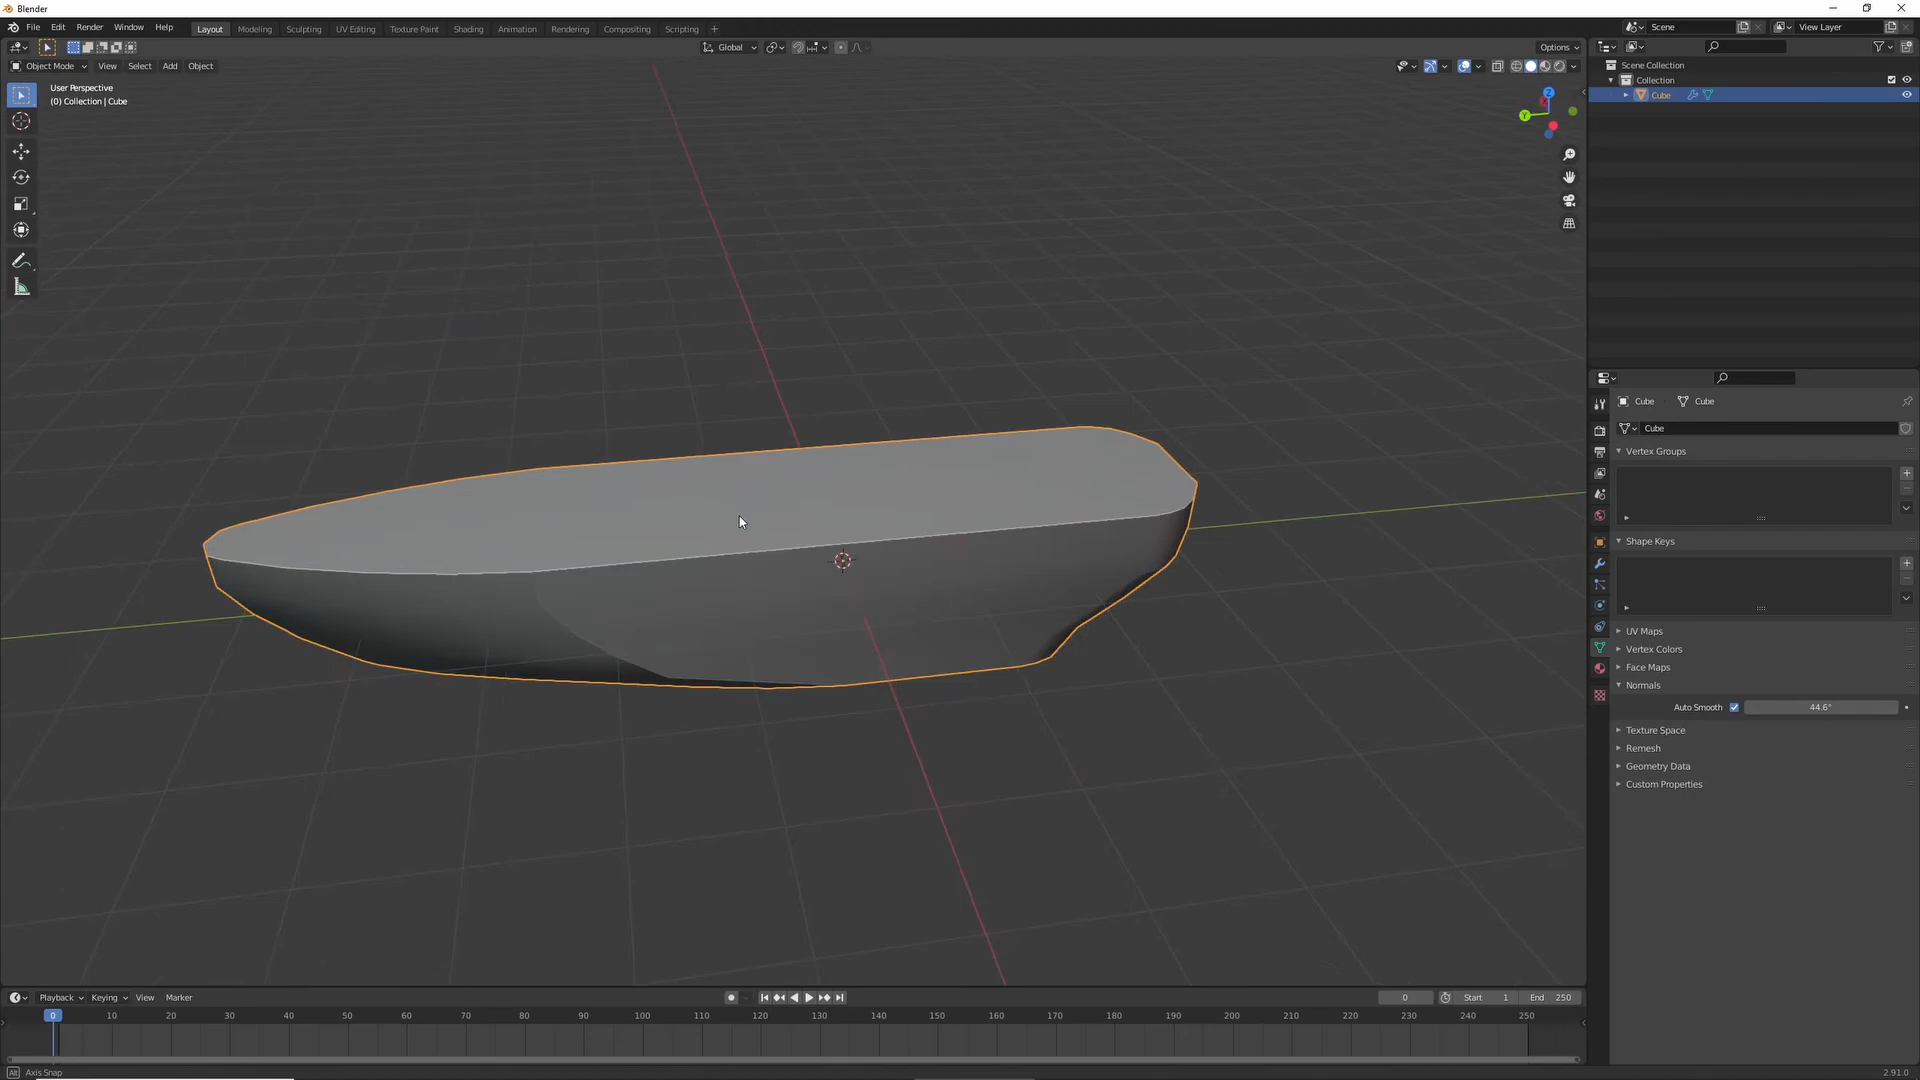 Blender
File Edit Render Window Help Layout Modeling Sculpting UV Editing Texture Paint Shading Animation Rendering Compositing Scripting + Scene View Layer
Global Options
Object Mode View Select Add Object
User Perspective
(0) Collection | Cube
Z
Y
Scene Collection
Collection
Cube
Cube Cube
Cube
Vertex Groups
Shape Keys
UV Maps
Vertex Colors
Face Maps
Normals
Auto Smooth 44.6°
Texture Space
Remesh
Geometry Data
Custom Properties
Playback Keying View Marker 0 Start 1 End 250
0 10 20 30 40 50 60 70 80 90 100 110 120 130 140 150 160 170 180 190 200 210 220 230 240 250
Alt Axis Snap 2.91.0